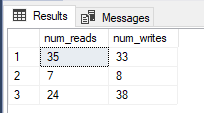 Results Messages
num_reads num_writes
1 35 33
2 7 8
3 24 38